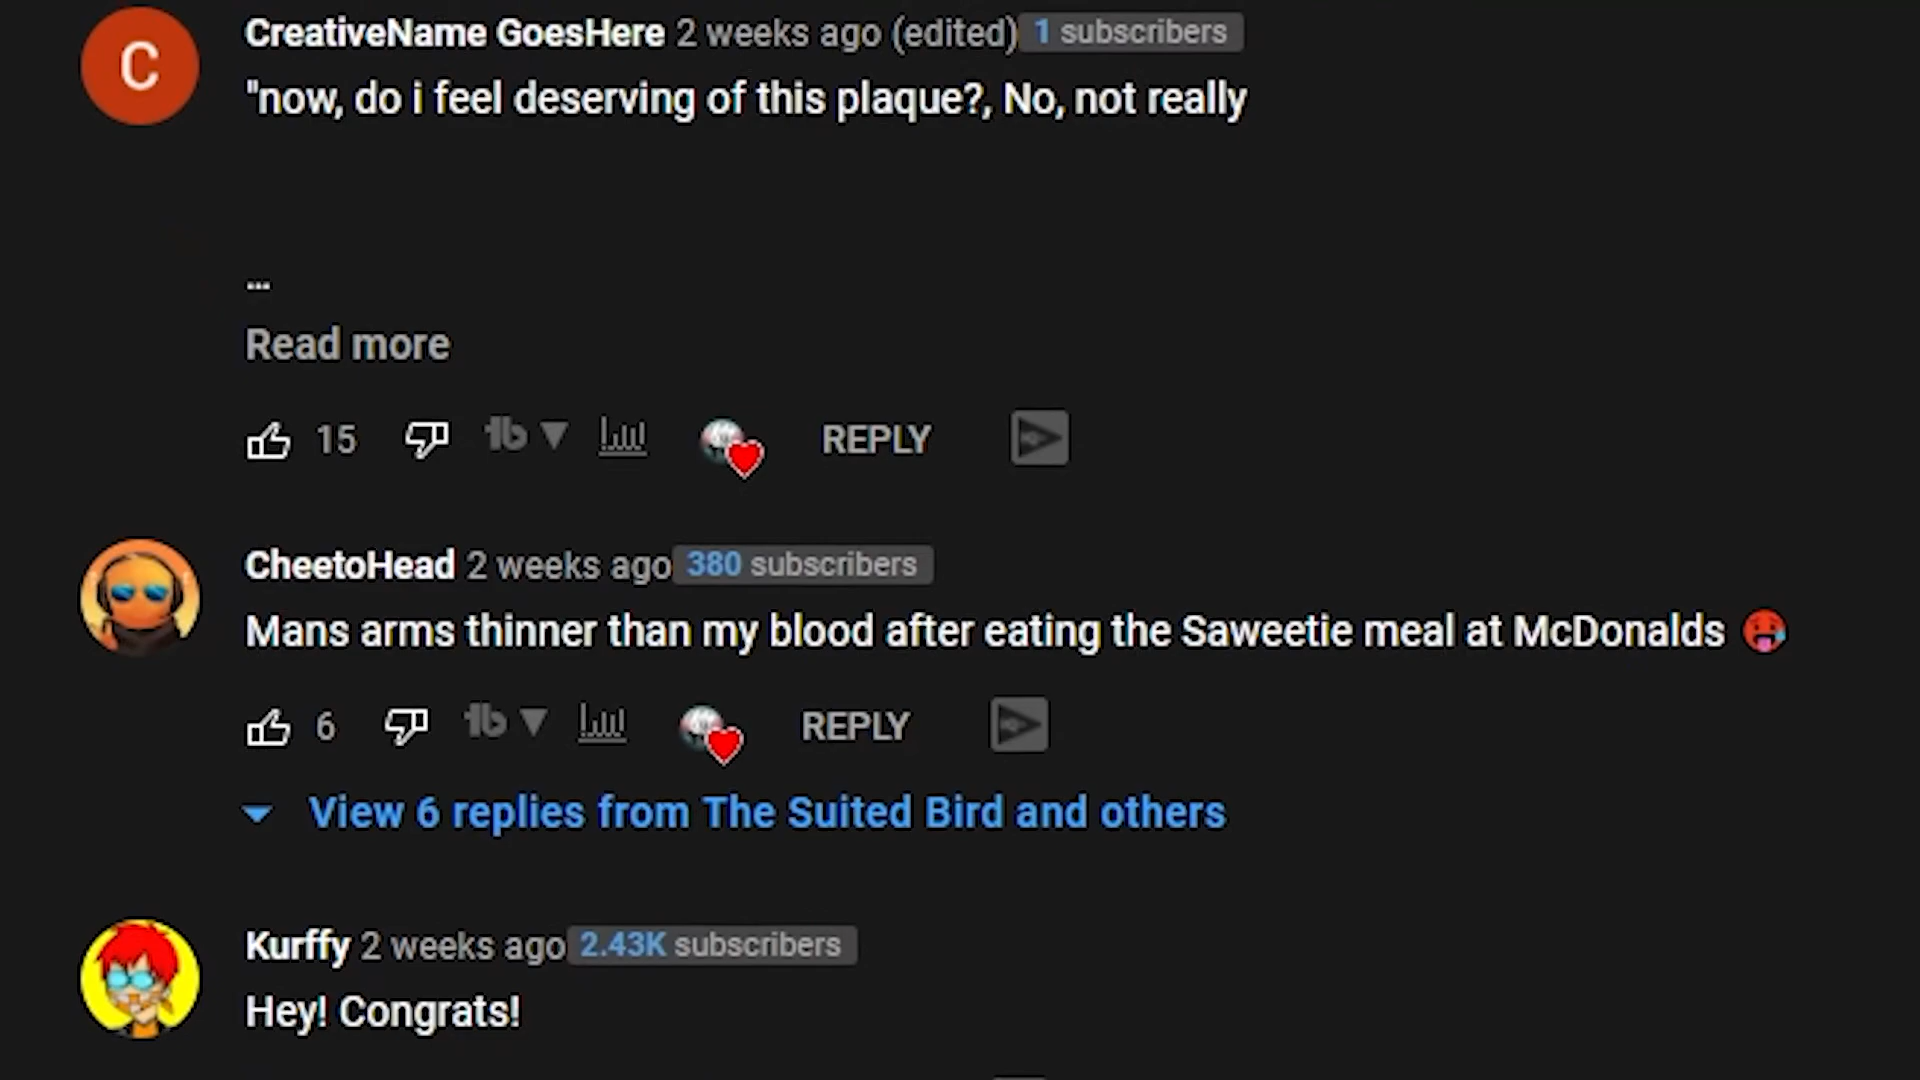 C
CreativeName GoesHere 2 weeks ago (edited) 1 subscribers
"now, do i feel deserving of this plaque?, No, not really
...
Read more
15 tb REPLY
CheetoHead 2 weeks ago 380 subscribers
Mans arms thinner than my blood after eating the Saweetie meal at McDonalds 🥵
6 tb REPLY
View 6 replies from The Suited Bird and others
Kurffy 2 weeks ago 2.43K subscribers
Hey! Congrats!